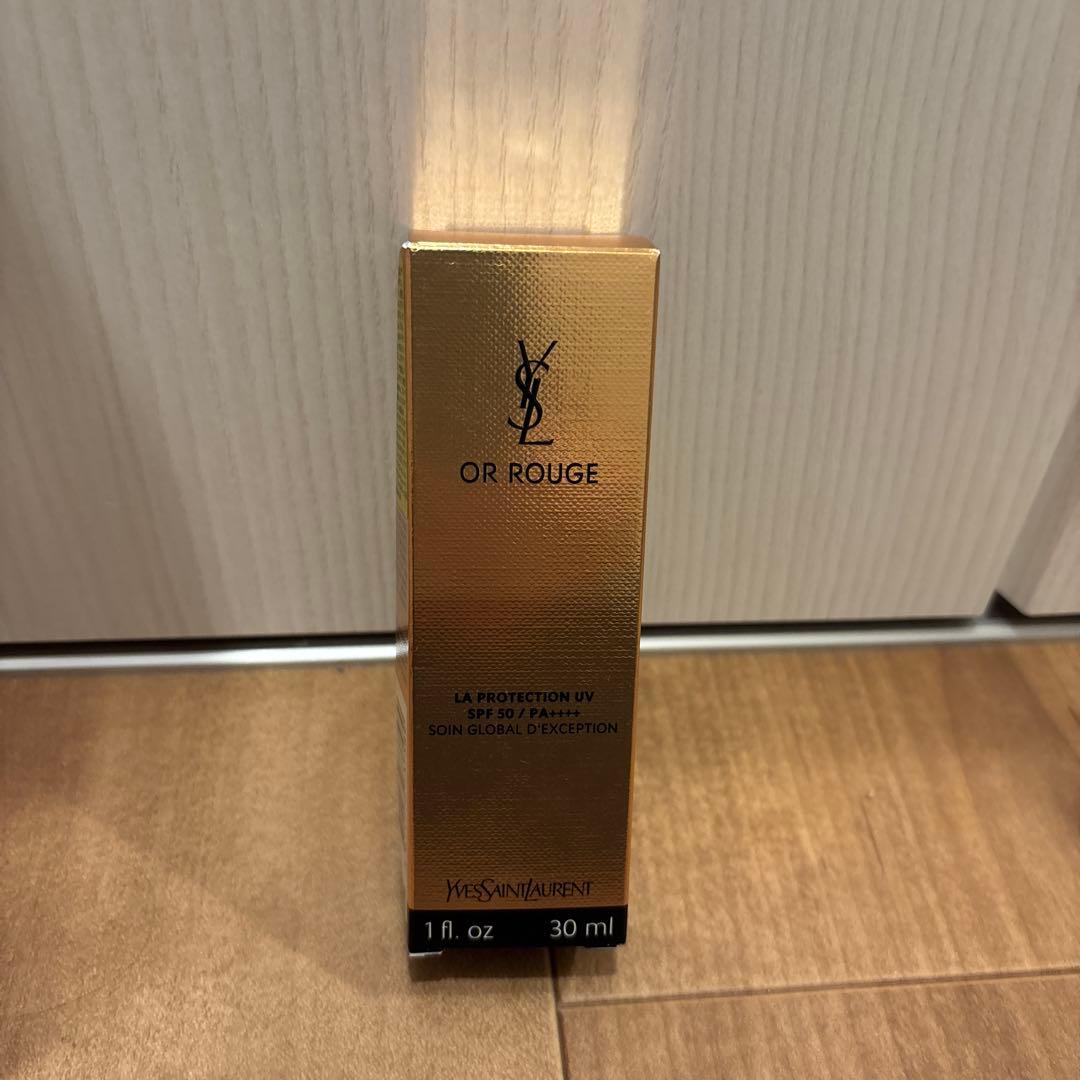 YSL
OR ROUGE
LA PROTECTION UV
SPF 50 / PA++++
SOIN GLOBAL D'EXCEPTION
YVESSAINTLAURENT
1 fl. oz 30 ml